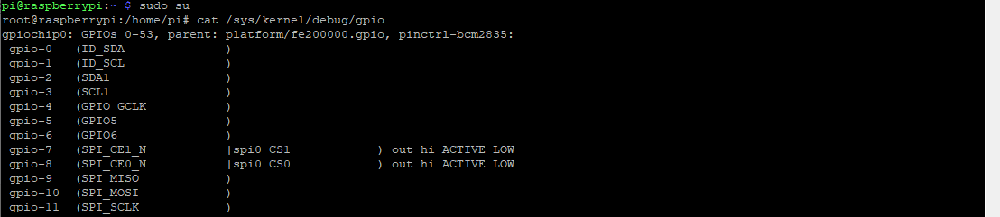 pi@raspberrypi:~ $ sudo su
root@raspberrypi:/home/pi# cat /sys/kernel/debug/gpio
gpiochip0: GPIOs 0-53, parent: platform/fe200000.gpio, pinctrl-bcm2835:
 gpio-0   (ID_SDA              )
 gpio-1   (ID_SCL              )
 gpio-2   (SDA1                )
 gpio-3   (SCL1                )
 gpio-4   (GPIO_GCLK           )
 gpio-5   (GPIO5               )
 gpio-6   (GPIO6               )
 gpio-7   (SPI_CE1_N           |spi0 CS1            ) out hi ACTIVE LOW
 gpio-8   (SPI_CE0_N           |spi0 CS0            ) out hi ACTIVE LOW
 gpio-9   (SPI_MISO            )
 gpio-10  (SPI_MOSI            )
 gpio-11  (SPI_SCLK            )